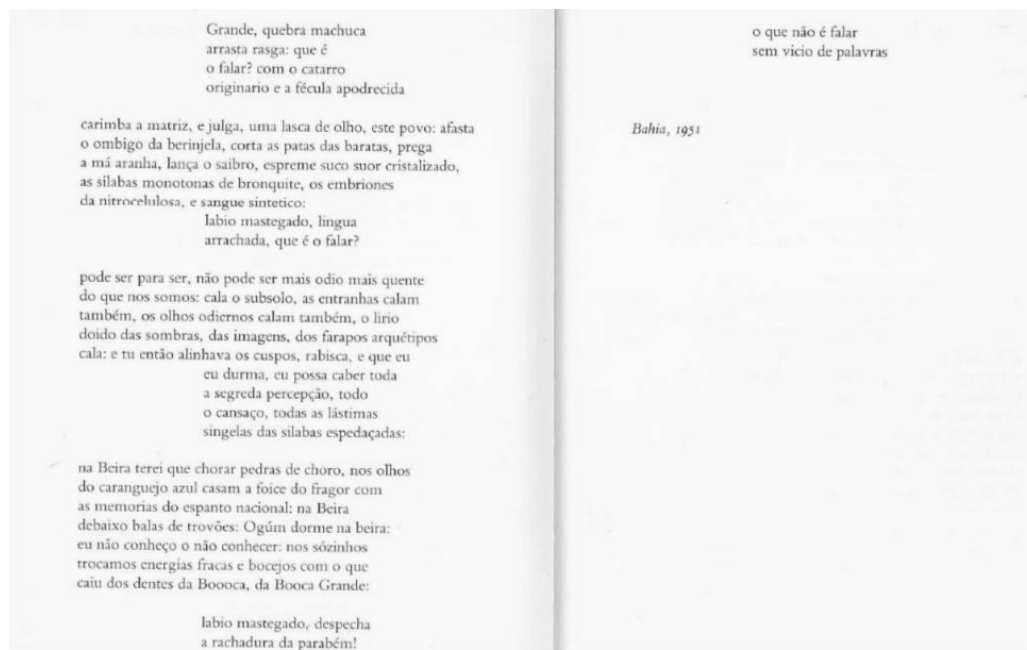 Grande, quebra machuca
arrasta rasga: que é
o falar? com o catarro
originario e a fécula apodrecida
carimba a matriz, e julga, uma lasca de olho, este povo: afasta
o ombigo da berinjela, corta as patas das baratas, prega
a má aranha, lança o saibro, espreme suco suor cristalizado,
as silabas monotonas de bronquite, os embriones
da nitrocelulosa, e sangue sintetico:
labio mastegado, lingua
arrachada, que é o falar?
pode ser para ser, não pode ser mais odio mais quente
do que nos somos: cala o subsolo, as entranhas calam
também, os olhos odiernos calam também, o lirio
doido das sombras, das imagens, dos farapos arquétipos
cala: e tu então alinhava os cuspos, rabisca, e que eu
eu durma, eu possa caber toda
a segreda percepção, todo
o cansaço, todas as lástimas
singelas das silabas espedaçadas:
na Beira terei que chorar pedras de choro, nos olhos
do caranguejo azul casam a foice do fragor com
as memorias do espanto nacional: na Beira
debaixo balas de trovões: Ogúm dorme na beira:
eu não conheço o não conhecer: nos sózinhos
trocamos energias fracas e bocejos com o que
caiu dos dentes da Boooca, da Booca Grande:
labio mastegado, despecha
a rachadura da parabém!
o que não é falar
sem vicio de palavras
Bahia, 1951